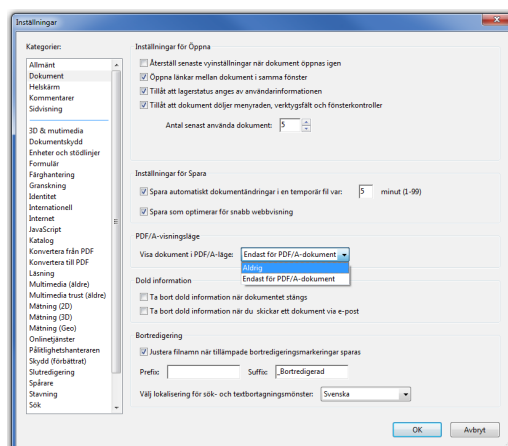 Inställningar
Kategorier:
Allmänt
Dokument
Helskärm
Kommentarer
Sidvisning
3D & mutimedia
Dokumentskydd
Enheter och stödlinjer
Formulär
Färghantering
Granskning
Identitet
Internationell
Internet
JavaScript
Katalog
Konvertera från PDF
Konvertera till PDF
Läsning
Multimedia (äldre)
Multimedia trust (äldre)
Mätning (2D)
Mätning (3D)
Mätning (Geo)
Onlinetjänster
Pålitlighetshanteraren
Skydd (förbättrat)
Slutredigering
Spårare
Stavning
Sök
Inställningar för Öppna
Återställ senaste vyinställningar när dokument öppnas igen
Öppna länkar mellan dokument i samma fönster
Tillåt att lagerstatus anges av användarinformationen
Tillåt att dokument döljer menyraden, verktygsfält och fönsterkontroller
Antal senast använda dokument: 5
Inställningar för Spara
Spara automatiskt dokumentändringar i en temporär fil var: 5 minut (1-99)
Spara som optimerar för snabb webbvisning
PDF/A-visningsläge
Visa dokument i PDF/A-läge: Endast för PDF/A-dokument
Aldrig
Endast för PDF/A-dokument
Dold information
Ta bort dold information när dokumentet stängs
Ta bort dold information när du skickar ett dokument via e-post
Bortredigering
Justera filnamn när tillämpade bortredigeringsmarkeringar sparas
Prefix: Suffix: _Bortredigerad
Välj lokalisering för sök- och textbortagningsmönster: Svenska
OK Avbryt